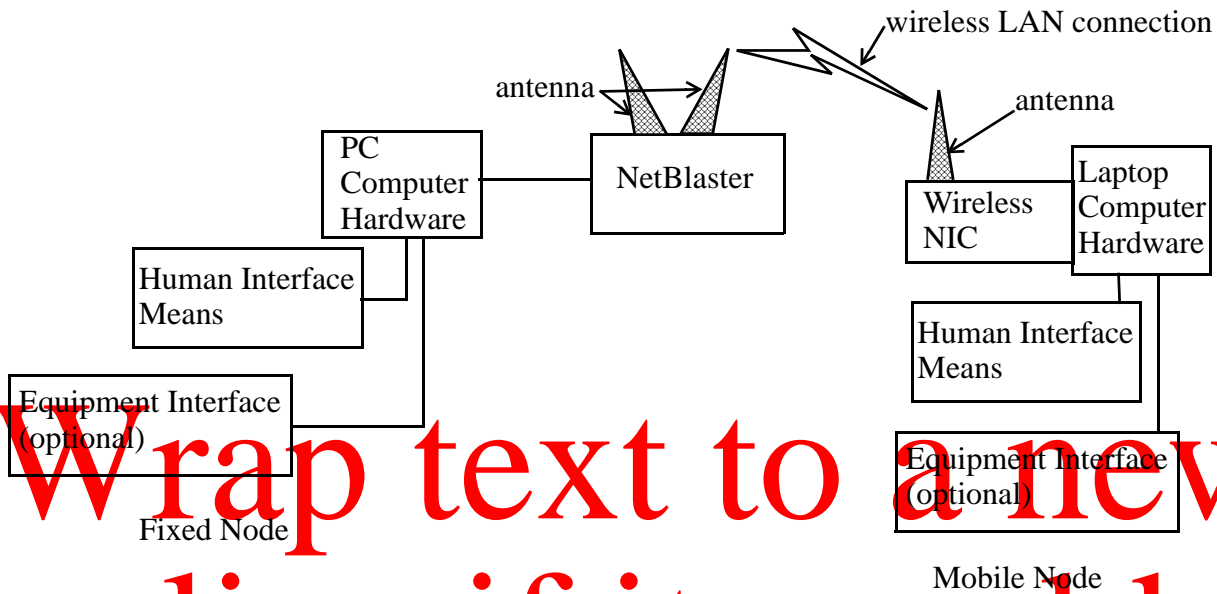 wireless LAN connection
antenna
antenna
PC
Computer
Hardware
NetBlaster
Laptop
Computer
Hardware
Wireless
NIC
Human Interface
Means
Human Interface
Means
Equipment Interface
(optional)
Equipment Interface
(optional)
Wrap text to a new
Fixed Node
Mobile Node